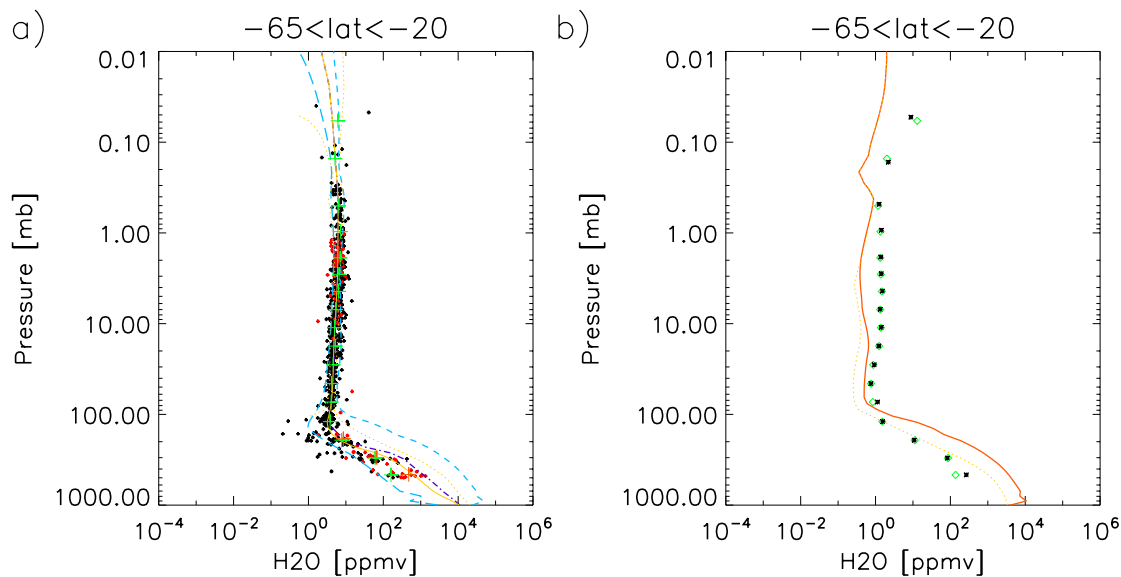 a)
−65<lat<−20
0.01
0.10
1.00
10.00
100.00
1000.00
Pressure [mb]
10⁻⁴ 10⁻² 10⁰ 10² 10⁴ 10⁶
H2O [ppmv]
b)
−65<lat<−20
0.01
0.10
1.00
10.00
100.00
1000.00
Pressure [mb]
10⁻⁴ 10⁻² 10⁰ 10² 10⁴ 10⁶
H2O [ppmv]